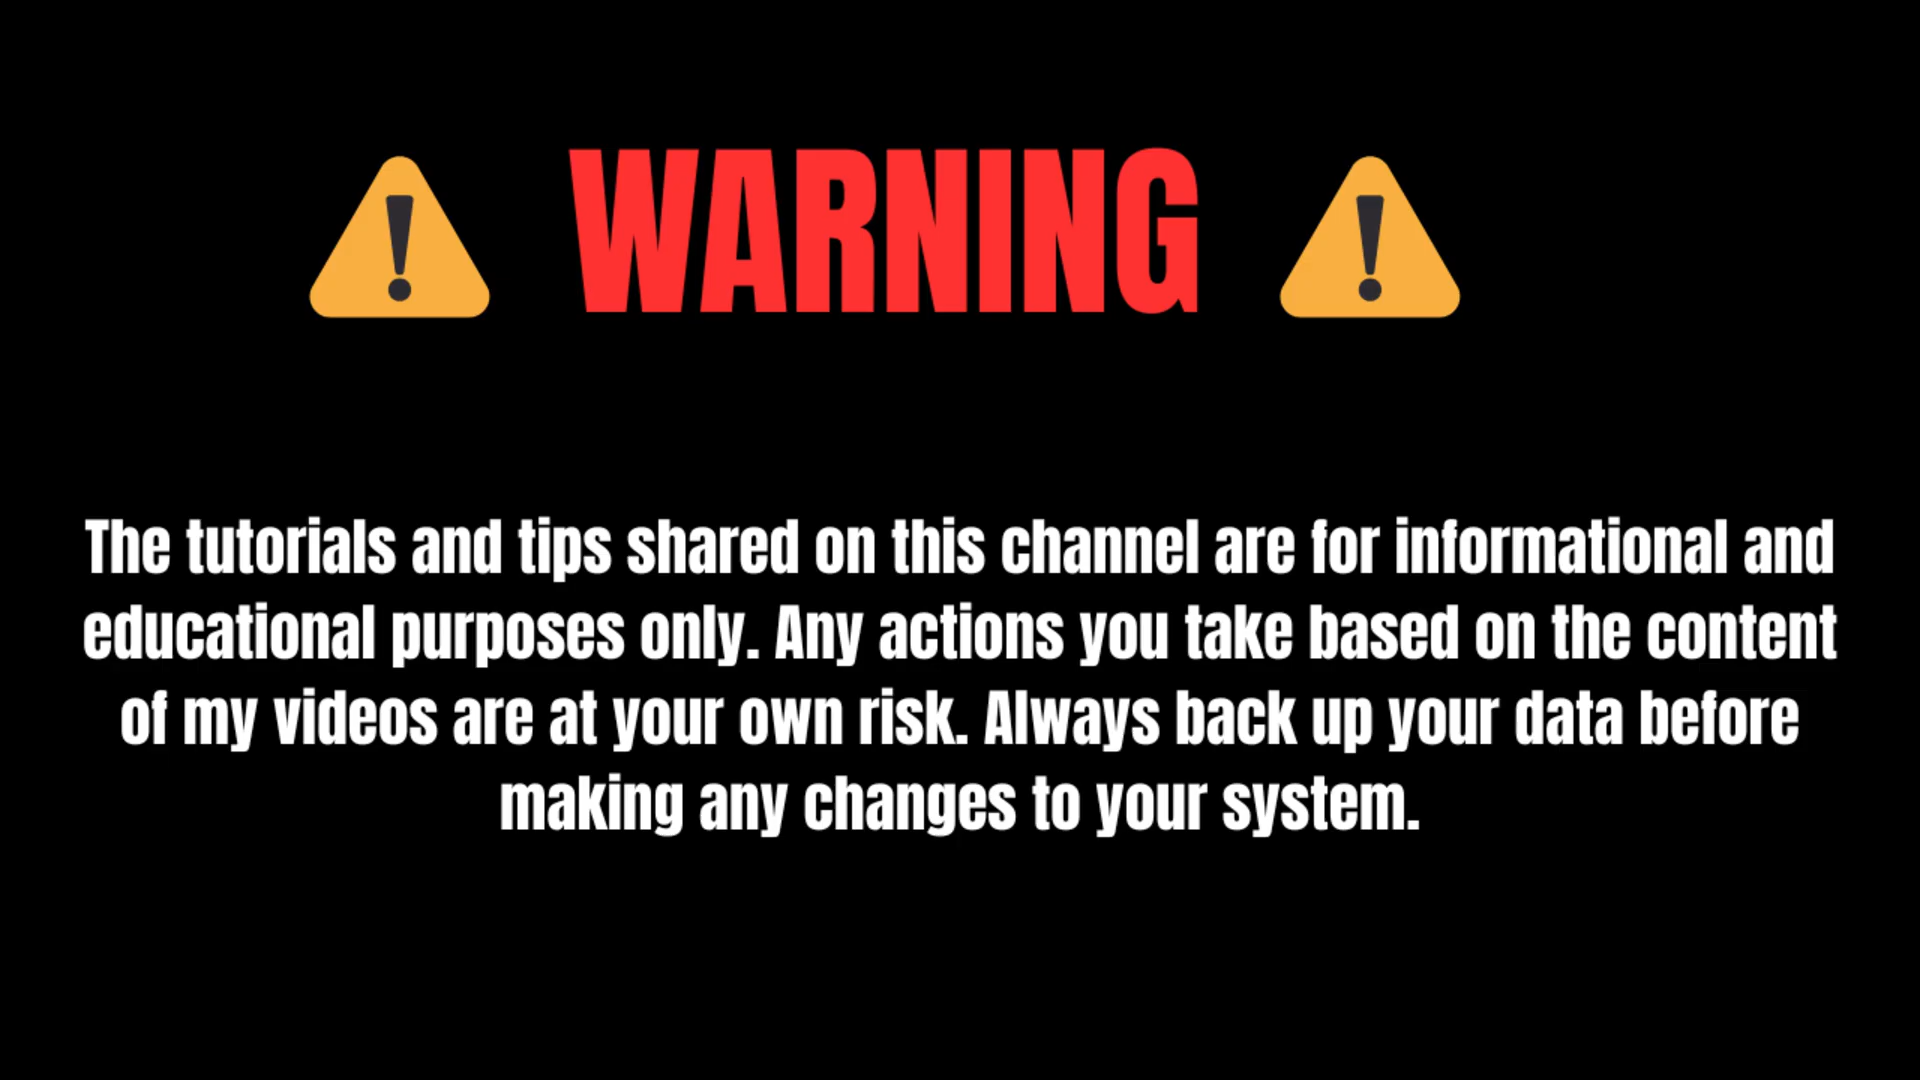 WARNING
The tutorials and tips shared on this channel are for informational and
educational purposes only. Any actions you take based on the content
of my videos are at your own risk. Always back up your data before
making any changes to your system.